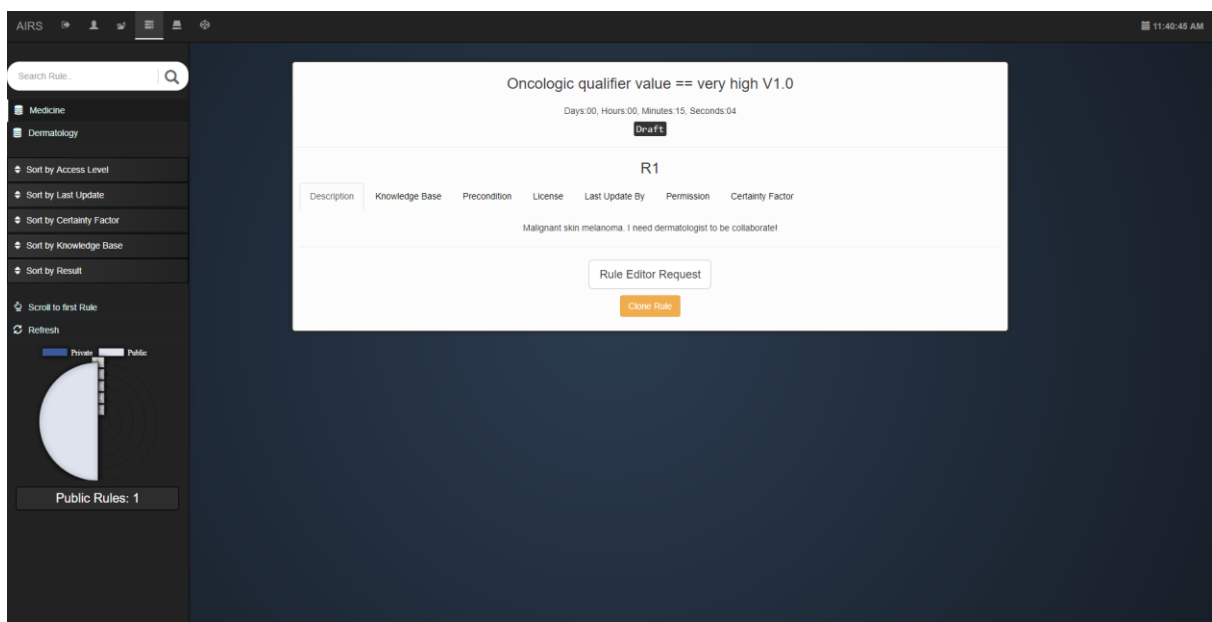 AIRS
11:40:45 AM
Search Rule..
Medicine
Dermatology
Sort by Access Level
Sort by Last Update
Sort by Certainty Factor
Sort by Knowledge Base
Sort by Result
Scroll to first Rule
Refresh
Private Public
Public Rules: 1
Oncologic qualifier value == very high V1.0
Days:00, Hours:00, Minutes:15, Seconds:04
Draft
R1
Description Knowledge Base Precondition License Last Update By Permission Certainty Factor
Malignant skin melanoma. I need dermatologist to be collaborate!
Rule Editor Request
Clone Rule